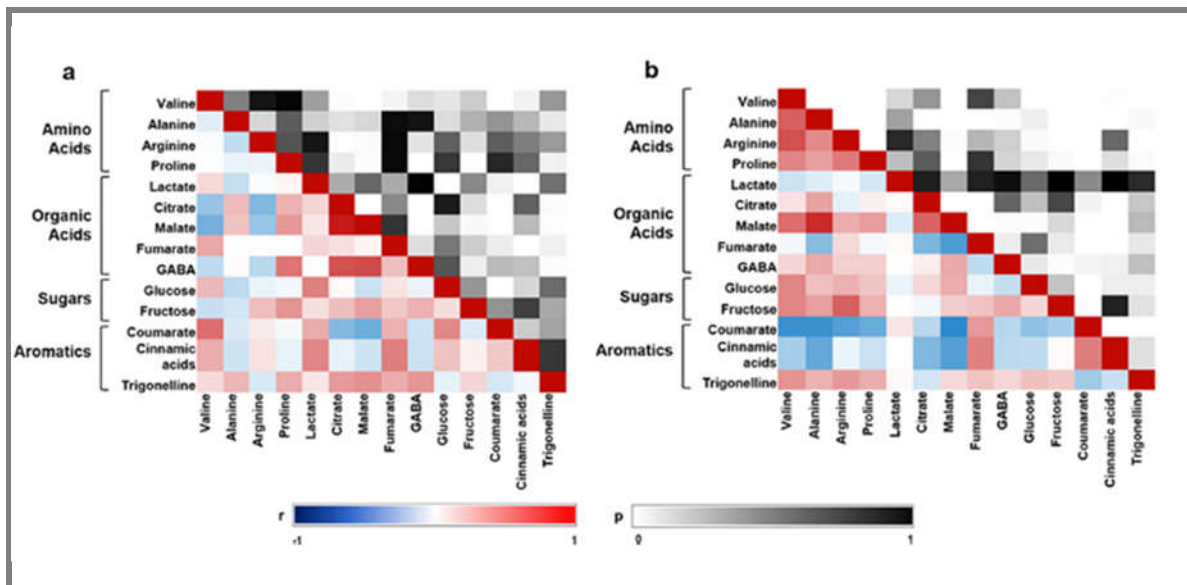 a
Amino
Acids
Organic
Acids
Sugars
Aromatics
Valine
Alanine
Arginine
Proline
Lactate
Citrate
Malate
Fumarate
GABA
Glucose
Fructose
Coumarate
Cinnamic
acids
Trigonelline
Valine
Alanine
Arginine
Proline
Lactate
Citrate
Malate
Fumarate
GABA
Glucose
Fructose
Coumarate
Cinnamic acids
Trigonelline
b
Amino
Acids
Organic
Acids
Sugars
Aromatics
Valine
Alanine
Arginine
Proline
Lactate
Citrate
Malate
Fumarate
GABA
Glucose
Fructose
Coumarate
Cinnamic
acids
Trigonelline
Valine
Alanine
Arginine
Proline
Lactate
Citrate
Malate
Fumarate
GABA
Glucose
Fructose
Coumarate
Cinnamic acids
Trigonelline
r
-1
1
p
0
1